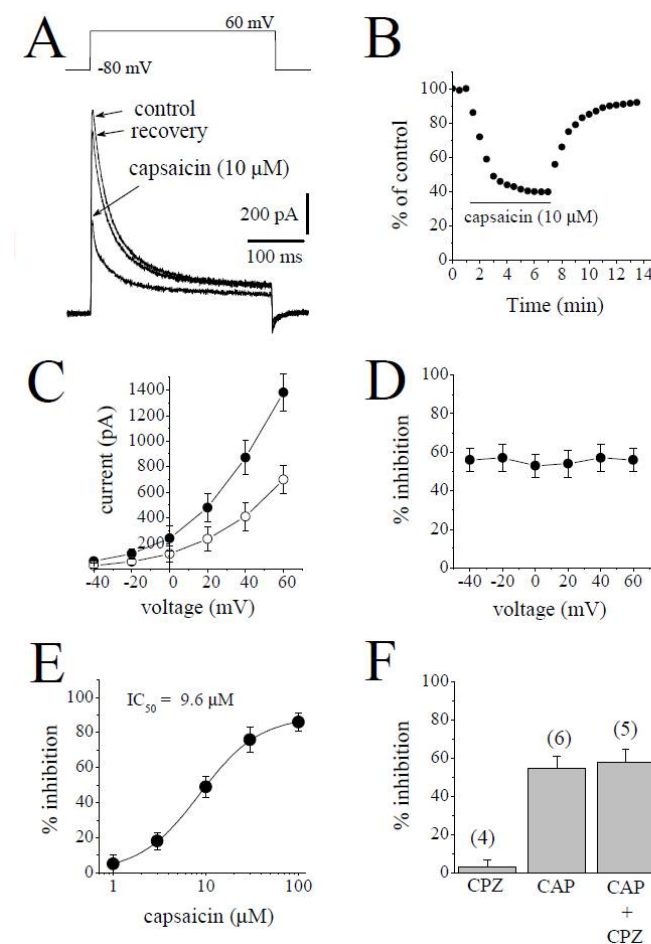 A
60 mV
-80 mV
control
recovery
capsaicin (10 μM)
200 pA
100 ms
B
% of control
100
80
60
40
20
0
capsaicin (10 μM)
0 2 4 6 8 10 12 14
Time (min)
C
current (pA)
1400
1200
1000
800
600
400
200
-40 -20 0 20 40 60
voltage (mV)
D
% inhibition
100
80
60
40
20
0
-40 -20 0 20 40 60
voltage (mV)
E
IC50 = 9.6 μM
% inhibition
100
80
60
40
20
0
1 10 100
capsaicin (μM)
F
% inhibition
100
80
60
40
20
0
(4)
(6)
(5)
CPZ CAP CAP
+
CPZ